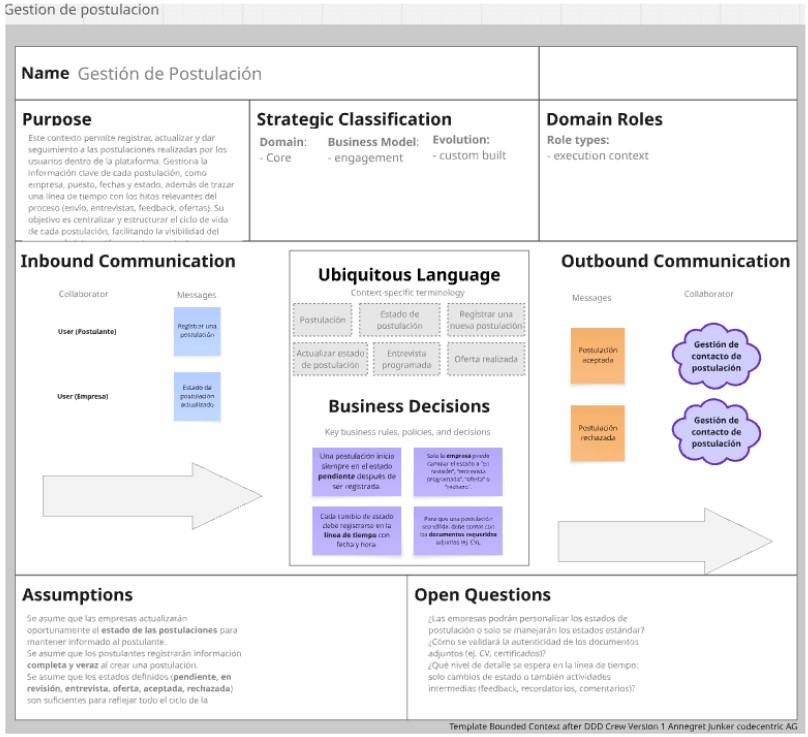 Gestion de postulacion
Name Gestión de Postulación
Purpose
Este contexto permite registrar, actualizar y dar
seguimiento a las postulaciones realizadas por los
usuarios dentro de la plataforma. Gestiona la
información clave de cada postulación, como
empresa, puesto, fechas y estado, además de trazar
una línea de tiempo con los hitos relevantes del
proceso (envío, entrevistas, feedback, ofertas). Su
objetivo es centralizar y estructurar el ciclo de vida
de cada postulación, facilitando la visibilidad del
Strategic Classification
Domain:
- Core
Business Model:
- engagement
Evolution:
- custom built
Domain Roles
Role types:
- execution context
Inbound Communication
Collaborator
Messages
User (Postulante)
Registrar una
postulación
User (Empresa)
Estado de
postulación
actualizado
Ubiquitous Language
Context-specific terminology
Postulación
Estado de
postulación
Registrar una
nueva postulación
Actualizar estado
de postulación
Entrevista
programada
Oferta realizada
Business Decisions
Key business rules, policies, and decisions
Una postulación inicia
siempre en el estado
pendiente después de
ser registrada.
Solo la empresa puede
cambiar el estado a "en
revisión", "entrevista
programada", "oferta" o
Cada cambio de estado
debe registrarse en la
línea de tiempo con
fecha y hora.
Para que una postulación
debe contar con
los documentos requeridos
adjuntos (ej. CV).
Outbound Communication
Messages
Collaborator
Postulación
aceptada
Gestión de
contacto de
postulación
Postulación
rechazada
Gestión de
contacto de
postulación
Assumptions
Se asume que las empresas actualizarán
oportunamente el estado de las postulaciones para
mantener informado al postulante.
Se asume que los postulantes registrarán información
completa y veraz al crear una postulación.
Se asume que los estados definidos (pendiente, en
revisión, entrevista, oferta, aceptada, rechazada)
son suficientes para reflejar todo el ciclo de la
Open Questions
¿Las empresas podrán personalizar los estados de
postulación o solo se manejarán los estados estándar?
¿Cómo se validará la autenticidad de los documentos
adjuntos (ej. CV, certificados)?
¿Qué nivel de detalle se espera en la línea de tiempo:
solo cambios de estado o también actividades
intermedias (feedback, recordatorios, comentarios)?
Template Bounded Context after DDD Crew Version 1 Annegret Junker codecentric AG